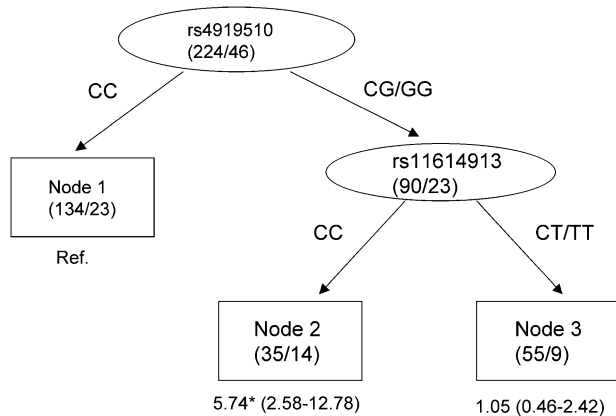 rs4919510
(224/46)
CC
CG/GG
Node 1
(134/23)
Ref.
rs11614913
(90/23)
CC
CT/TT
Node 2
(35/14)
5.74* (2.58-12.78)
Node 3
(55/9)
1.05 (0.46-2.42)